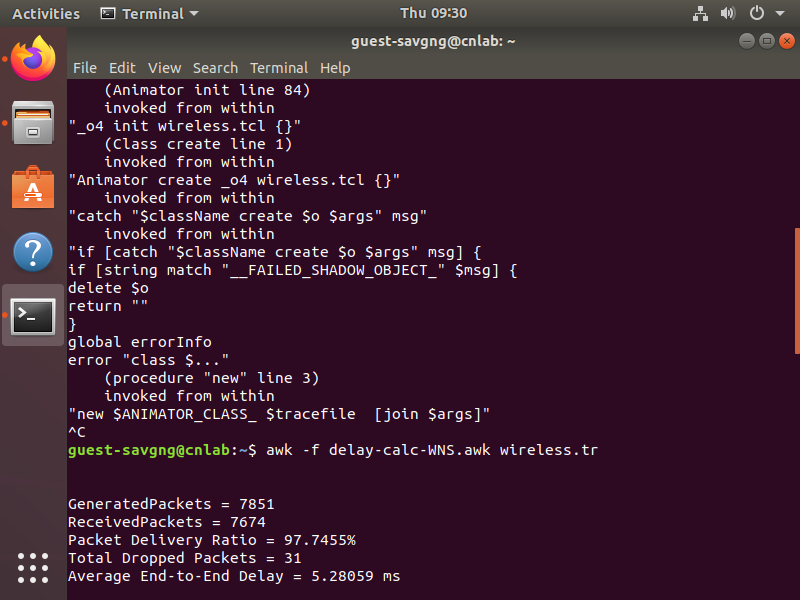 Activities Terminal Thu 09:30
guest-savgng@cnlab: ~
File Edit View Search Terminal Help
(Animator init line 84)
invoked from within
"_o4 init wireless.tcl {}"
(Class create line 1)
invoked from within
"Animator create _o4 wireless.tcl {}"
invoked from within
"catch "$className create $o $args" msg"
invoked from within
"if [catch "$className create $o $args" msg] {
if [string match "__FAILED_SHADOW_OBJECT_" $msg] {
delete $o
return ""
}
global errorInfo
error "class $..."
(procedure "new" line 3)
invoked from within
"new $ANIMATOR_CLASS_ $tracefile  [join $args]"
^C
guest-savgng@cnlab:~$ awk -f delay-calc-WNS.awk wireless.tr
GeneratedPackets = 7851
ReceivedPackets = 7674
Packet Delivery Ratio = 97.7455%
Total Dropped Packets = 31
Average End-to-End Delay = 5.28059 ms